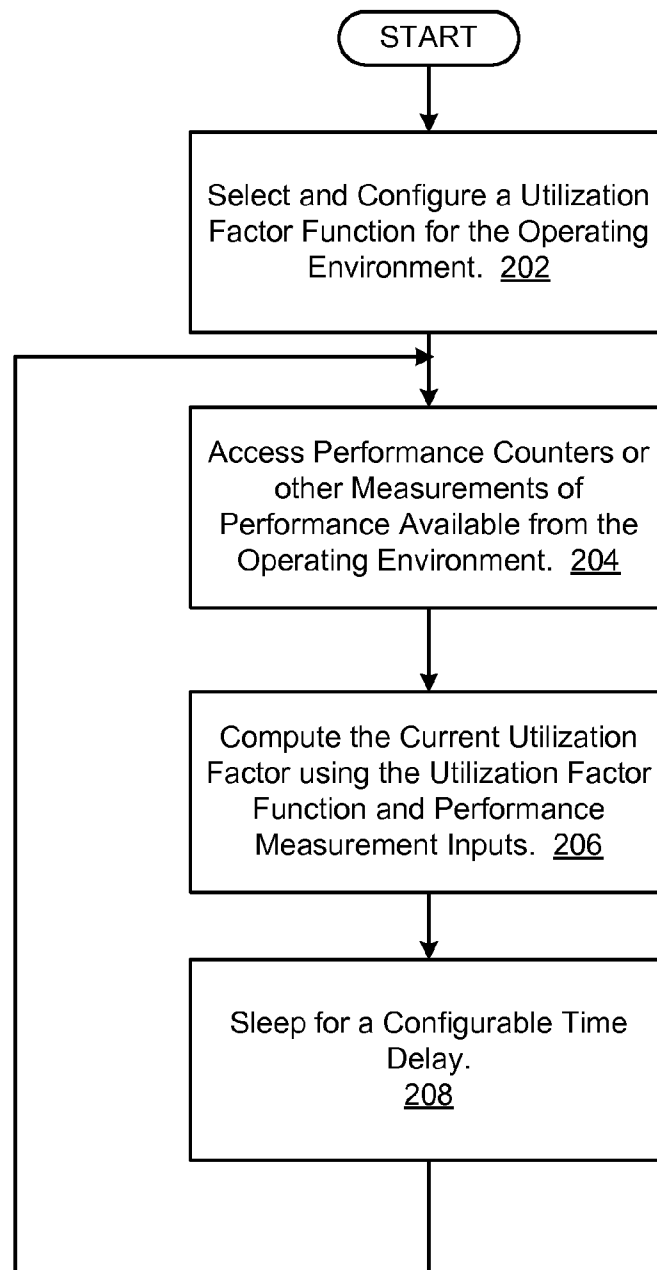 START
Select and Configure a Utilization
Factor Function for the Operating
Environment. 202
Access Performance Counters or
other Measurements of
Performance Available from the
Operating Environment. 204
Compute the Current Utilization
Factor using the Utilization Factor
Function and Performance
Measurement Inputs. 206
Sleep for a Configurable Time
Delay.
208